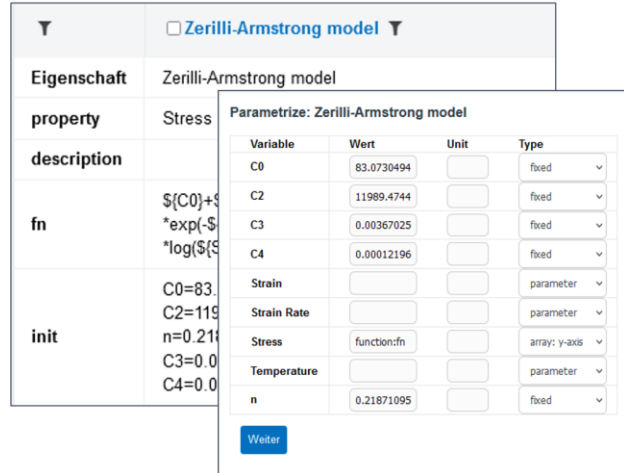 Zerilli-Armstrong model
Eigenschaft Zerilli-Armstrong model
property Stress
description
fn
${C0}+
*exp(-$
*log(${S
init
C0=83.
C2=119
n=0.218
C3=0.0
C4=0.0
Parametrize: Zerilli-Armstrong model
Variable Wert Unit Type
C0 83.0730494 fixed
C2 11989.4744 fixed
C3 0.00367025 fixed
C4 0.00012196 fixed
Strain parameter
Strain Rate parameter
Stress function:fn array: y-axis
Temperature parameter
n 0.21871095 fixed
Weiter